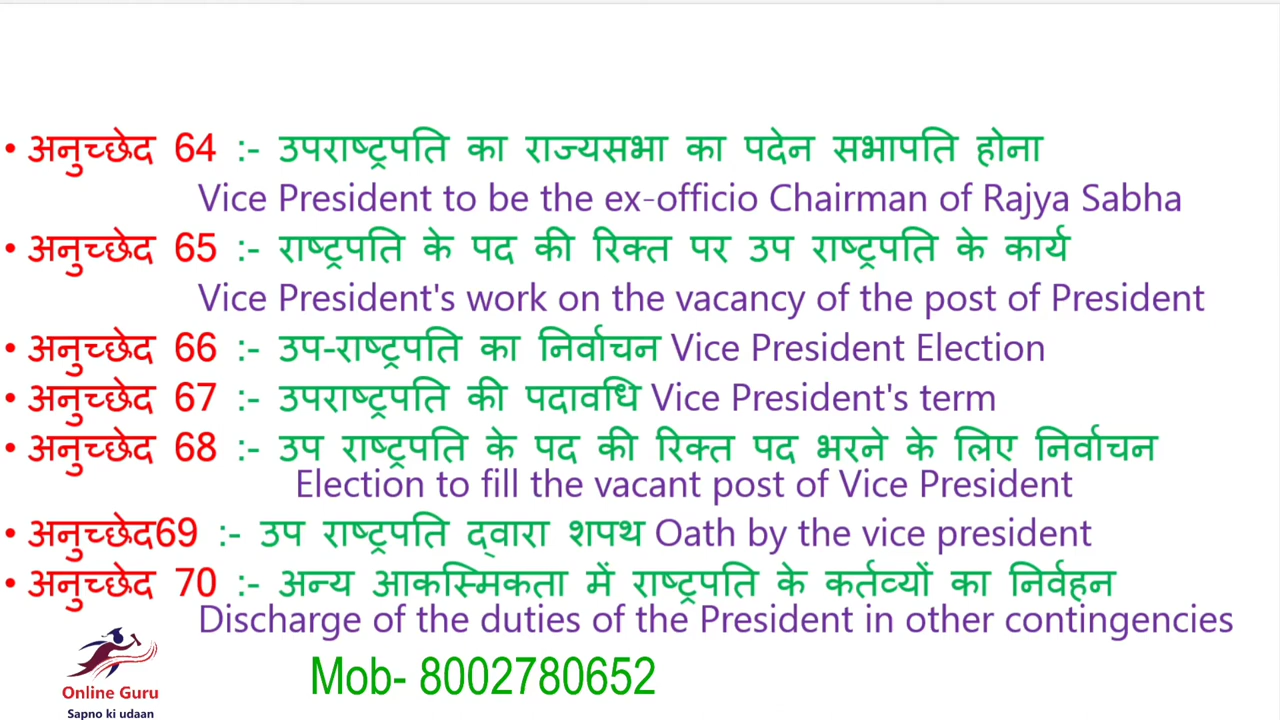 • अनुच्छेद 64 :- उपराष्ट्रपति का राज्यसभा का पदेन सभापति होना
Vice President to be the ex-officio Chairman of Rajya Sabha
• अनुच्छेद 65 :- राष्ट्रपति के पद की रिक्त पर उप राष्ट्रपति के कार्य
Vice President's work on the vacancy of the post of President
• अनुच्छेद 66 :- उप-राष्ट्रपति का निर्वाचन Vice President Election
• अनुच्छेद 67 :- उपराष्ट्रपति की पदावधि Vice President's term
• अनुच्छेद 68 :- उप राष्ट्रपति के पद की रिक्त पद भरने के लिए निर्वाचन
Election to fill the vacant post of Vice President
• अनुच्छेद69 :- उप राष्ट्रपति द्वारा शपथ Oath by the vice president
• अनुच्छेद 70 :- अन्य आकस्मिकता में राष्ट्रपति के कर्तव्यों का निर्वहन
Discharge of the duties of the President in other contingencies
Mob- 8002780652
Online Guru
Sapno ki udaan